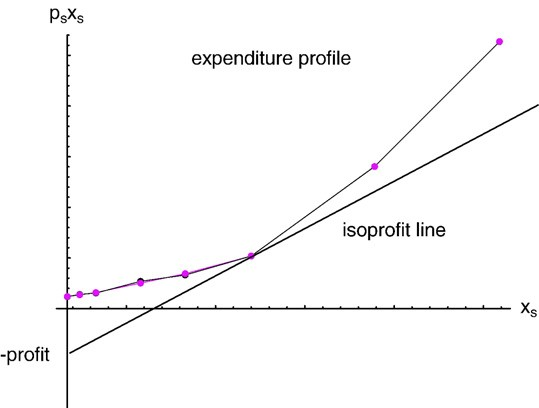 pₛxₛ
expenditure profile
isoprofit line
xₛ
-profit